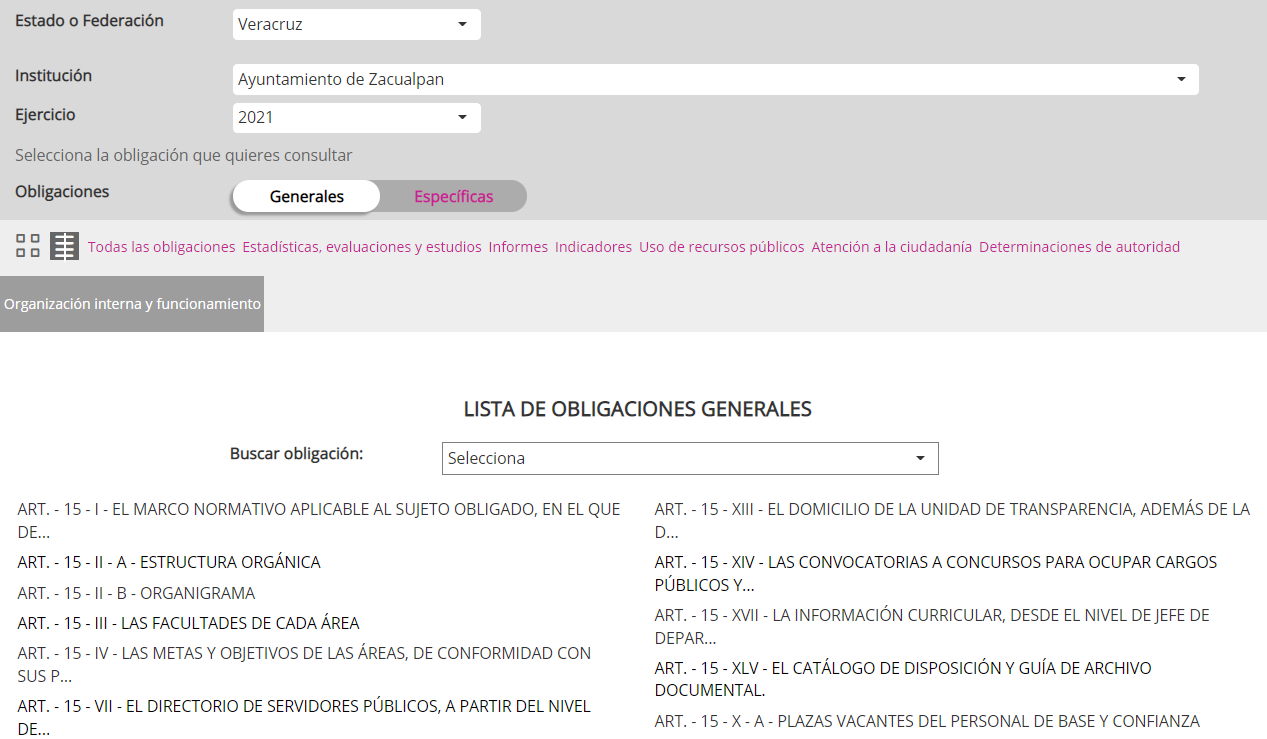 Estado o Federación
Veracruz
Institución
Ayuntamiento de Zacualpan
Ejercicio
2021
Selecciona la obligación que quieres consultar
Obligaciones
Generales
Específicas
Todas las obligaciones Estadísticas, evaluaciones y estudios Informes Indicadores Uso de recursos públicos Atención a la ciudadanía Determinaciones de autoridad
Organización interna y funcionamiento
LISTA DE OBLIGACIONES GENERALES
Buscar obligación:
Selecciona
ART. - 15 - I - EL MARCO NORMATIVO APLICABLE AL SUJETO OBLIGADO, EN EL QUE
DE...
ART. - 15 - II - A - ESTRUCTURA ORGÁNICA
ART. - 15 - II - B - ORGANIGRAMA
ART. - 15 - III - LAS FACULTADES DE CADA ÁREA
ART. - 15 - IV - LAS METAS Y OBJETIVOS DE LAS ÁREAS, DE CONFORMIDAD CON
SUS P...
ART. - 15 - VII - EL DIRECTORIO DE SERVIDORES PÚBLICOS, A PARTIR DEL NIVEL
DE...
ART. - 15 - XIII - EL DOMICILIO DE LA UNIDAD DE TRANSPARENCIA, ADEMÁS DE LA
D...
ART. - 15 - XIV - LAS CONVOCATORIAS A CONCURSOS PARA OCUPAR CARGOS
PÚBLICOS Y...
ART. - 15 - XVII - LA INFORMACIÓN CURRICULAR, DESDE EL NIVEL DE JEFE DE
DEPAR...
ART. - 15 - XLV - EL CATÁLOGO DE DISPOSICIÓN Y GUÍA DE ARCHIVO
DOCUMENTAL.
ART. - 15 - X - A - PLAZAS VACANTES DEL PERSONAL DE BASE Y CONFIANZA